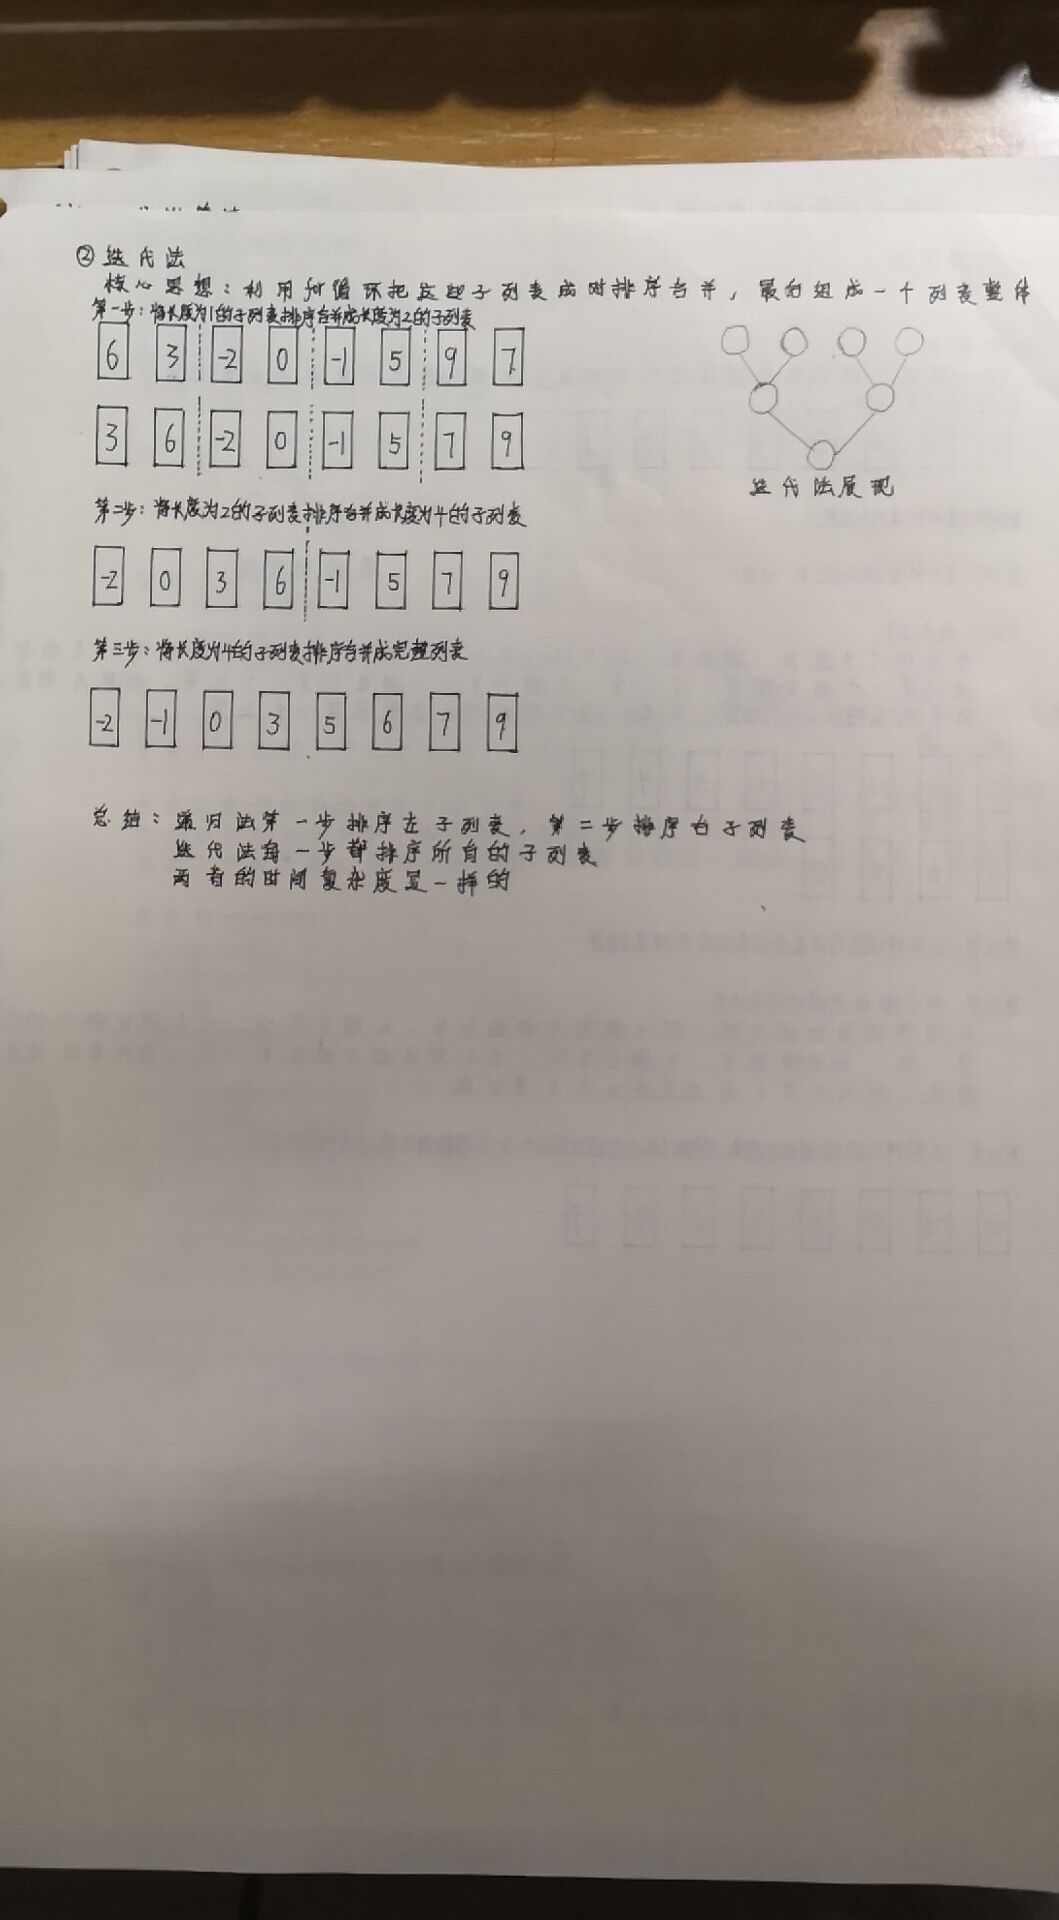 ②迭代法
核心思想：利用for循环把这些子列表成对排序合并，最后组成一个列表整体
第一步：将长度为1的子列表排序合并成长度为2的子列表
6 3 -2 0 -1 5 9 7
3 6 -2 0 -1 5 7 9
迭代法展现
第二步：将长度为2的子列表排序合并成长度为4的子列表
-2 0 3 6 -1 5 7 9
第三步：将长度为4的子列表排序合并成完整列表
-2 -1 0 3 5 6 7 9
总结：递归法第一步排序左子列表，第二步排序右子列表
迭代法每一步都排序所有的子列表
两者的时间复杂度是一样的